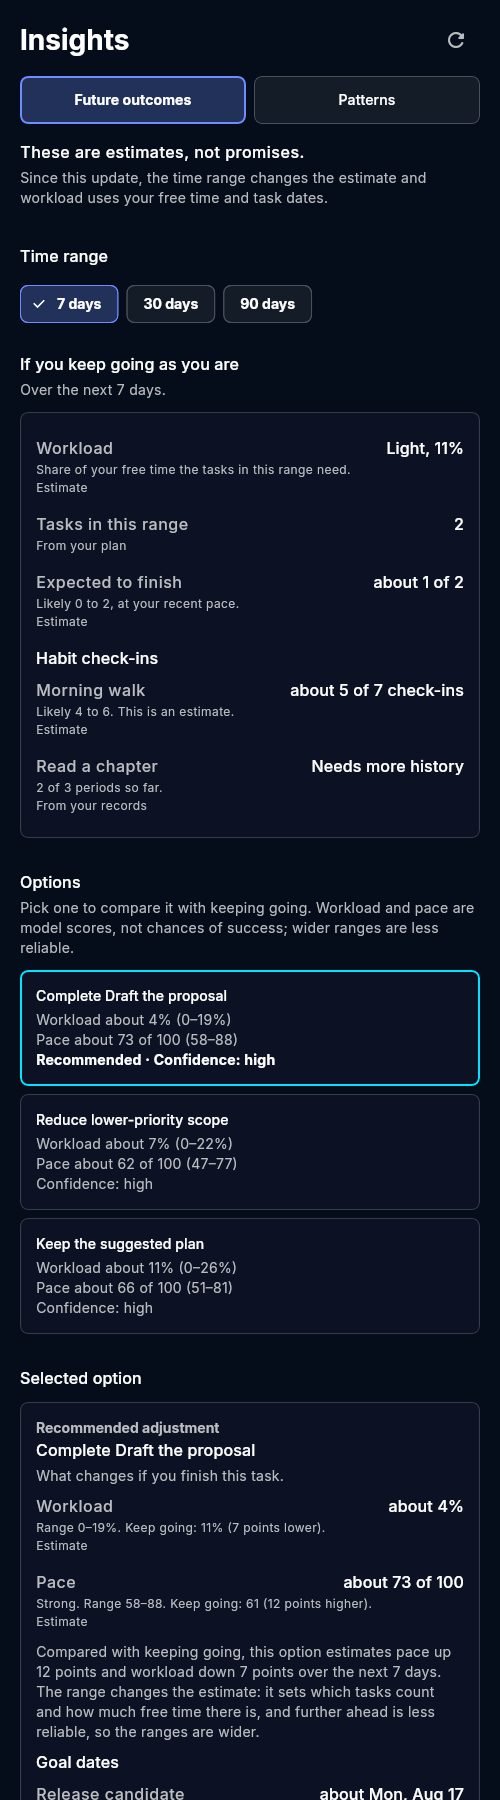 Insights
Future outcomes
Patterns
These are estimates, not promises.
Since this update, the time range changes the estimate and
workload uses your free time and task dates.
Time range
7 days
30 days
90 days
If you keep going as you are
Over the next 7 days.
Workload
Light, 11%
Share of your free time the tasks in this range need.
Estimate
Tasks in this range
2
From your plan
Expected to finish
about 1 of 2
Likely 0 to 2, at your recent pace.
Estimate
Habit check-ins
Morning walk
about 5 of 7 check-ins
Likely 4 to 6. This is an estimate.
Estimate
Read a chapter
Needs more history
2 of 3 periods so far.
From your records
Options
Pick one to compare it with keeping going. Workload and pace are
model scores, not chances of success; wider ranges are less
reliable.
Complete Draft the proposal
Workload about 4% (0–19%)
Pace about 73 of 100 (58–88)
Recommended · Confidence: high
Reduce lower-priority scope
Workload about 7% (0–22%)
Pace about 62 of 100 (47–77)
Confidence: high
Keep the suggested plan
Workload about 11% (0–26%)
Pace about 66 of 100 (51–81)
Confidence: high
Selected option
Recommended adjustment
Complete Draft the proposal
What changes if you finish this task.
Workload
about 4%
Range 0–19%. Keep going: 11% (7 points lower).
Estimate
Pace
about 73 of 100
Strong. Range 58–88. Keep going: 61 (12 points higher).
Estimate
Compared with keeping going, this option estimates pace up
12 points and workload down 7 points over the next 7 days.
The range changes the estimate: it sets which tasks count
and how much free time there is, and further ahead is less
reliable, so the ranges are wider.
Goal dates
Release candidate
about Mon, Aug 17